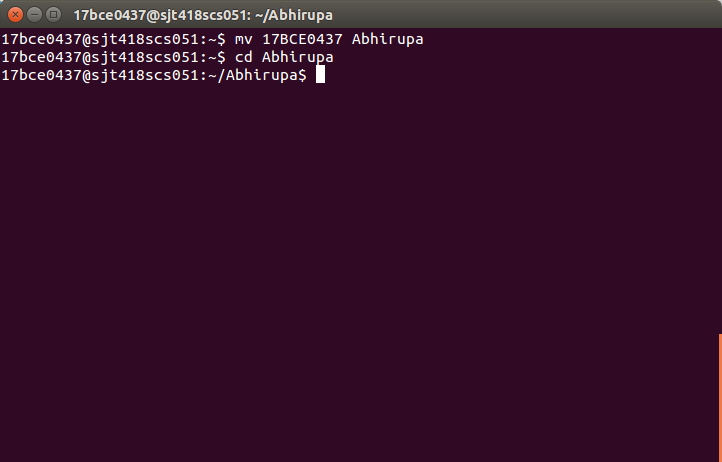 17bce0437@sjt418scs051: ~/Abhirupa
17bce0437@sjt418scs051:~$ mv 17BCE0437 Abhirupa
17bce0437@sjt418scs051:~$ cd Abhirupa
17bce0437@sjt418scs051:~/Abhirupa$